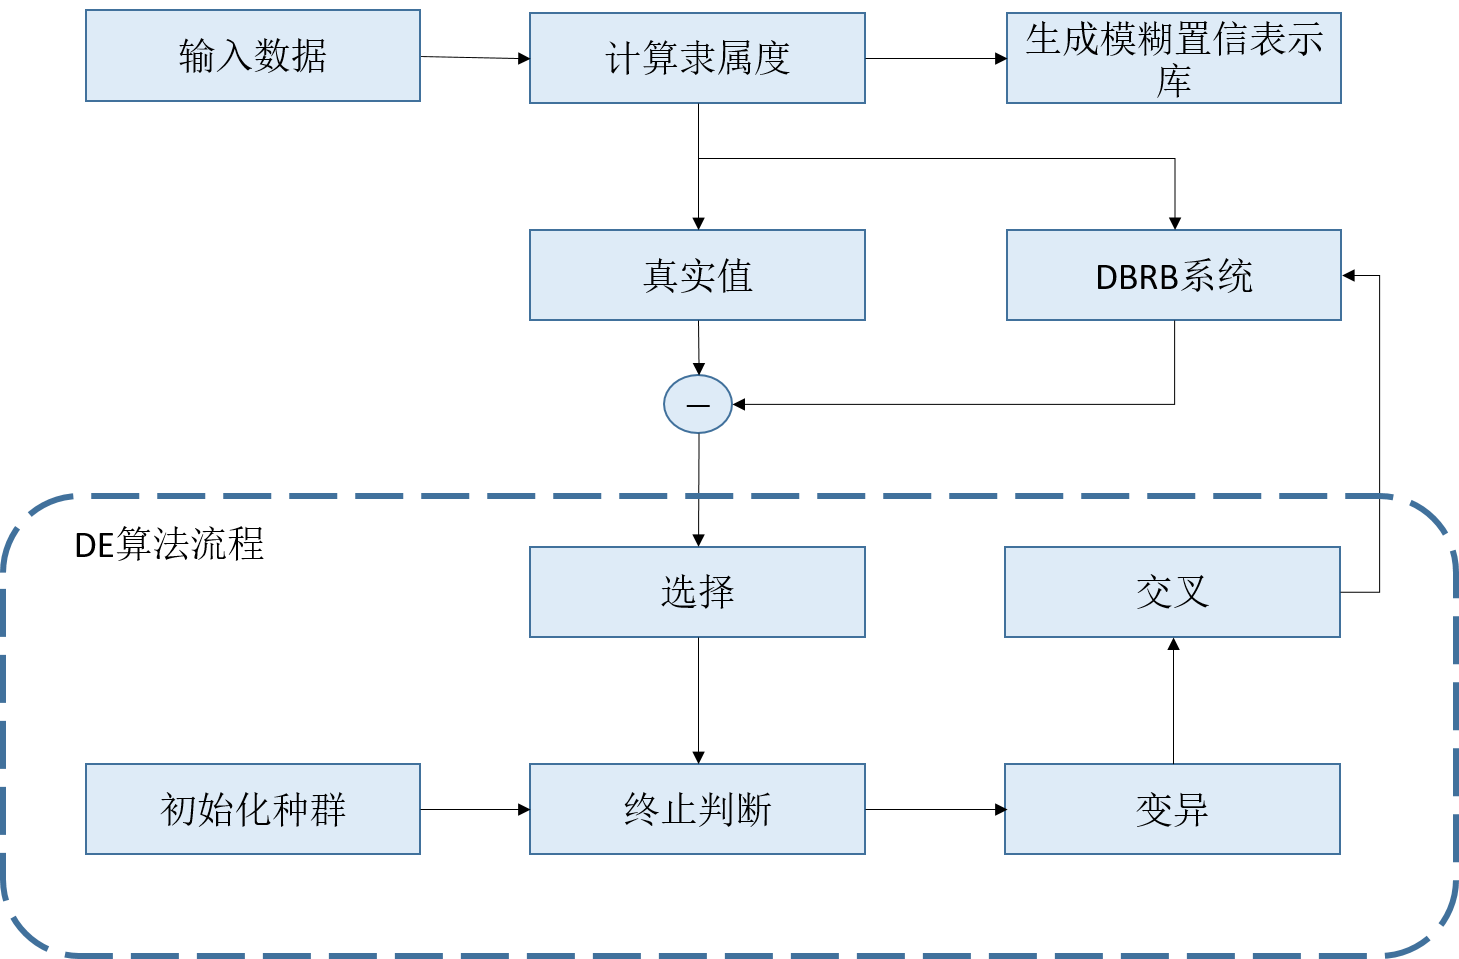 输入数据
计算隶属度
生成模糊置信表示
库
真实值
DBRB系统
—
DE算法流程
选择
交叉
初始化种群
终止判断
变异